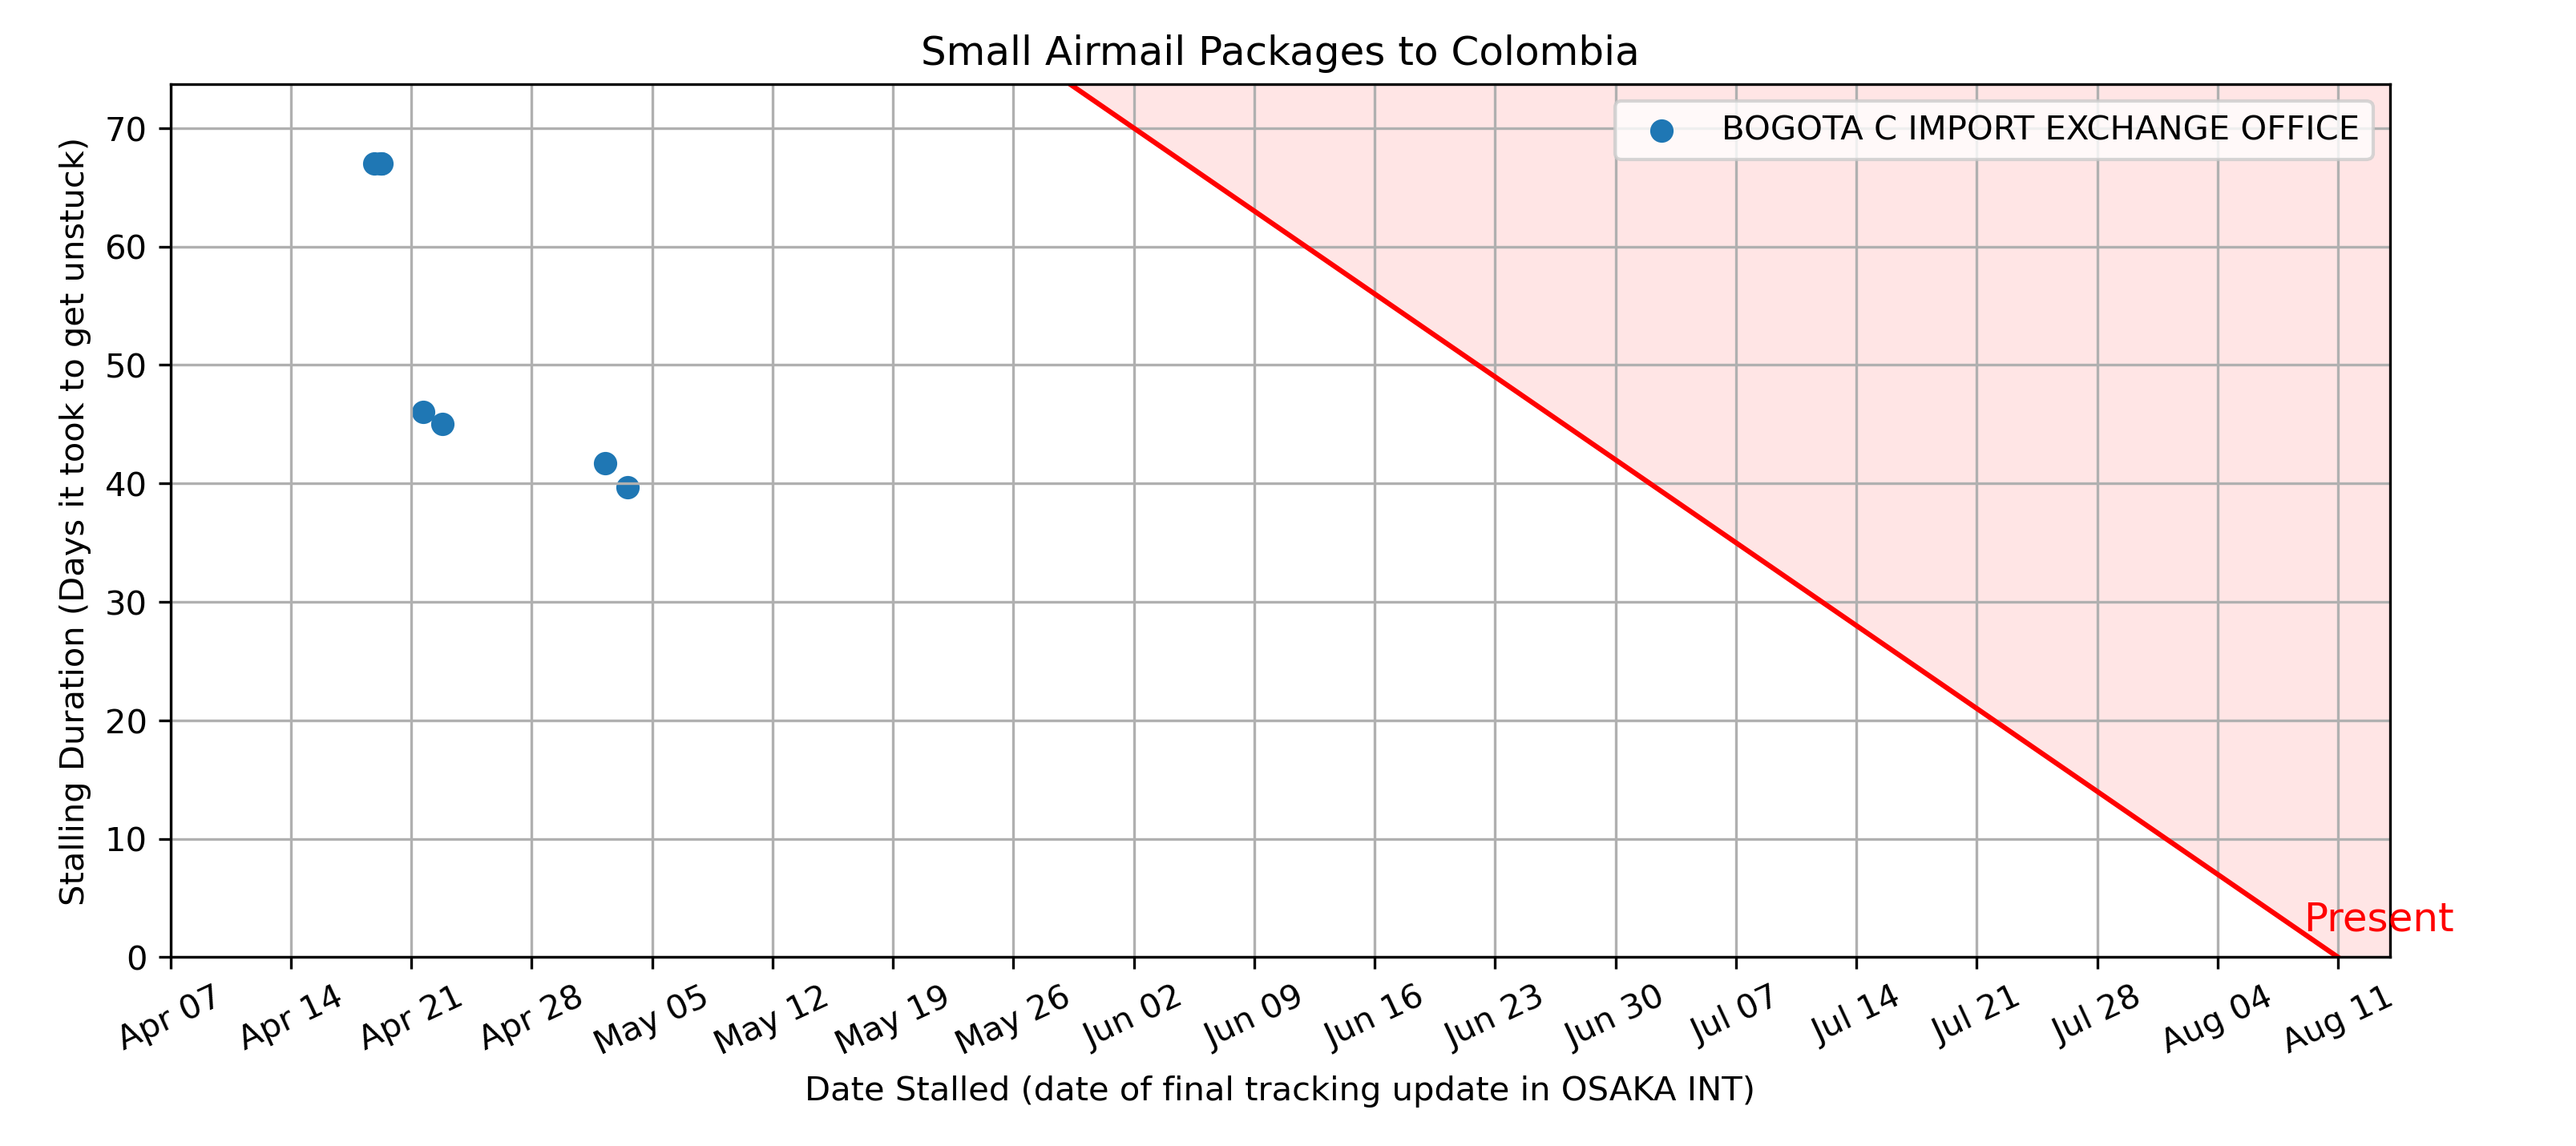 Small Airmail Packages to Colombia
BOGOTA C IMPORT EXCHANGE OFFICE
Stalling Duration (Days it took to get unstuck)
70
60
50
40
30
20
10
0
Present
Apr 07
Apr 14
Apr 21
Apr 28
May 05
May 12
May 19
May 26
Jun 02
Jun 09
Jun 16
Jun 23
Jun 30
Jul 07
Jul 14
Jul 21
Jul 28
Aug 04
Aug 11
Date Stalled (date of final tracking update in OSAKA INT)